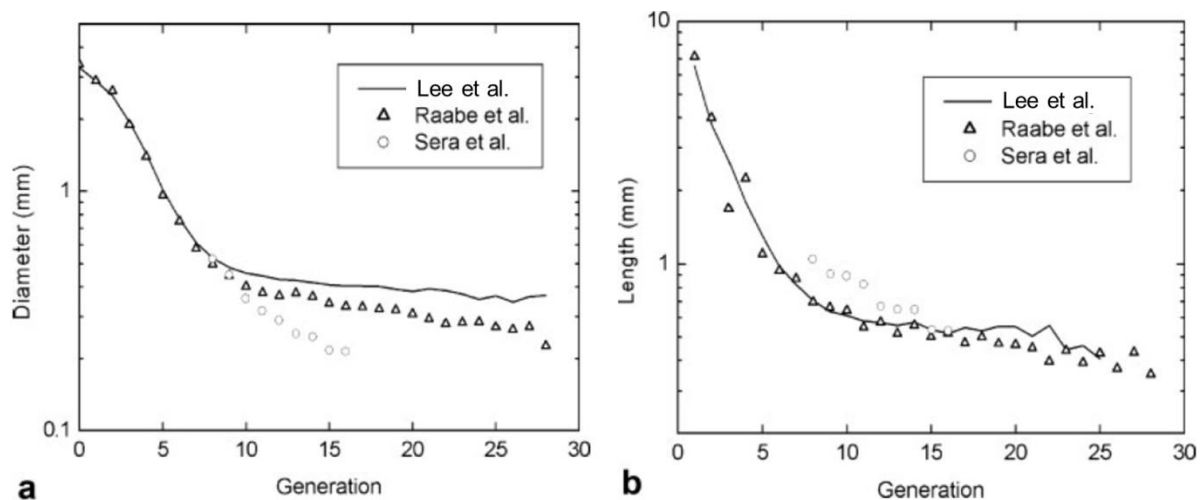 Lee et al.
Raabe et al.
Sera et al.
Diameter (mm)
1
0.1
0 5 10 15 20 25 30
Generation
a
10
Lee et al.
Raabe et al.
Sera et al.
Length (mm)
1
0 5 10 15 20 25 30
Generation
b